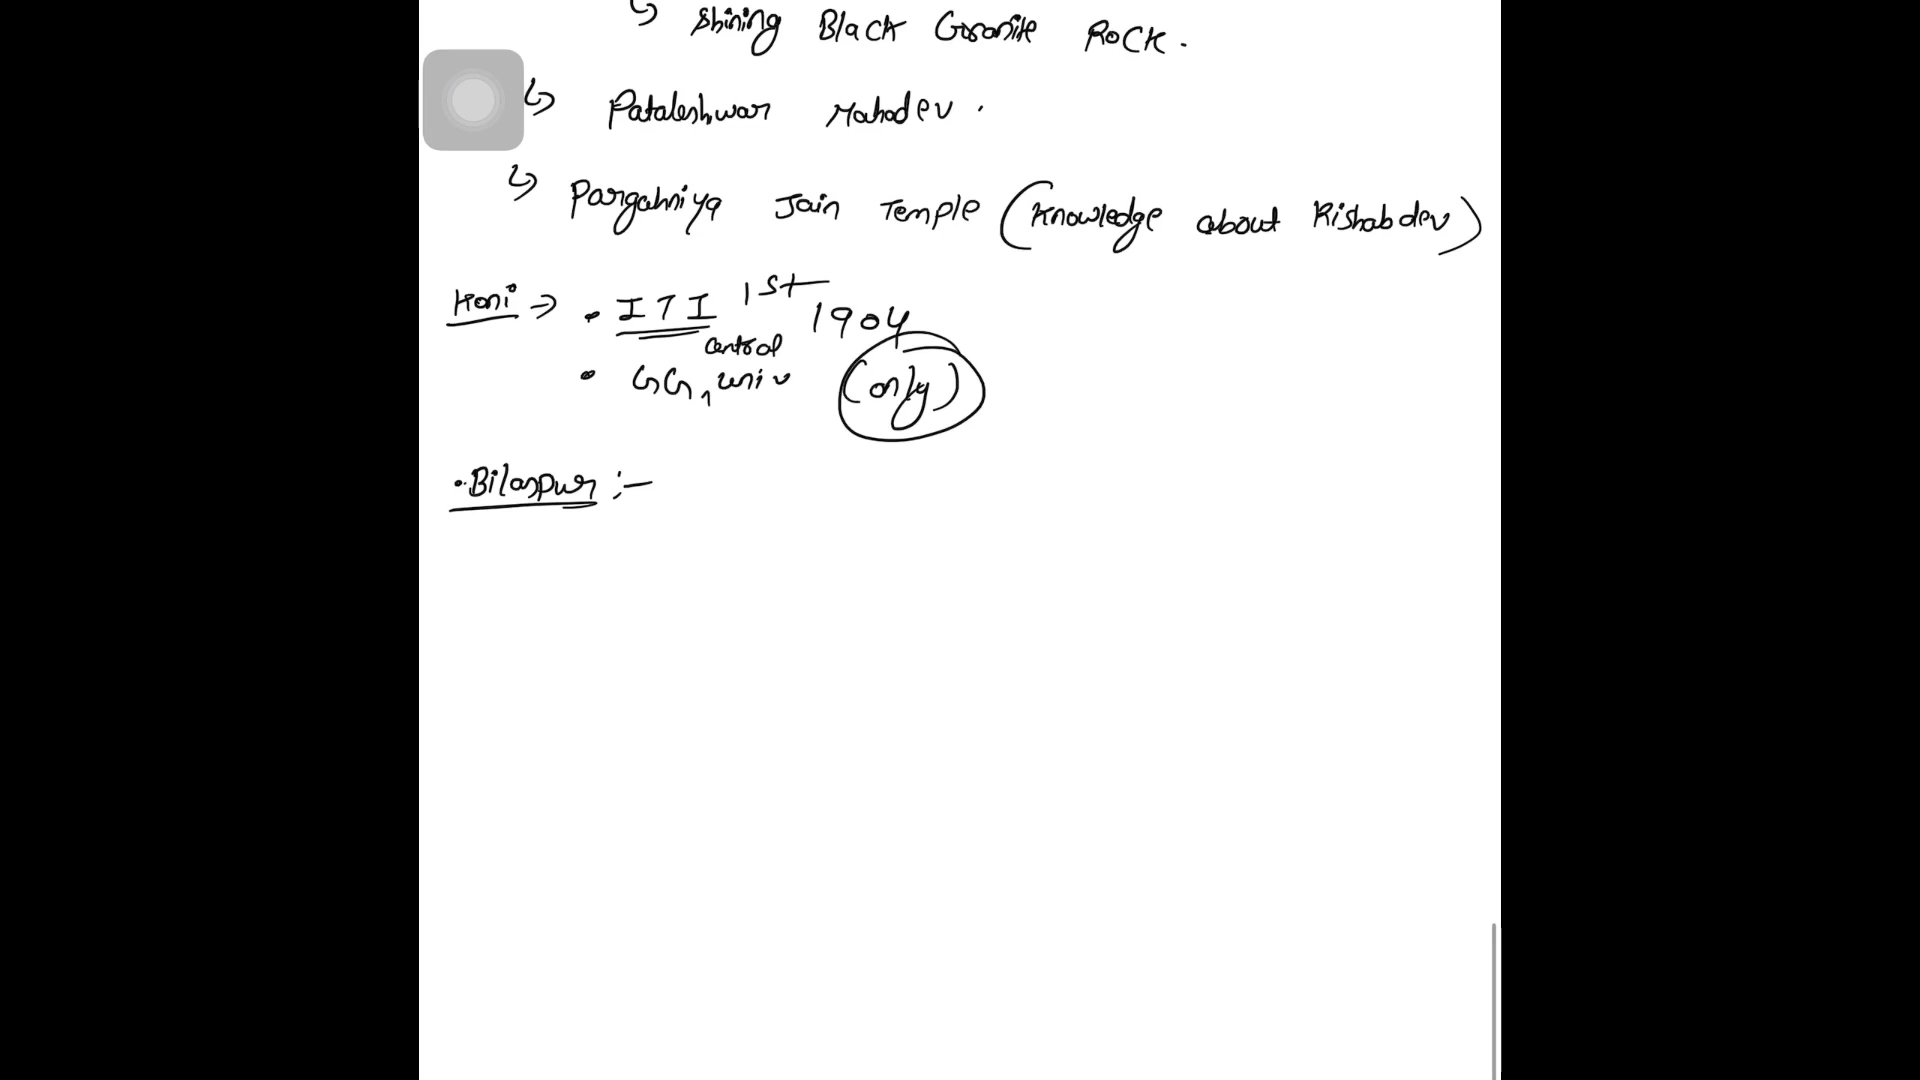 ↳ Shining Black Granite Rock.
↳ Pataleshwar Mahadev.
↳ Pargahniya Jain Temple (Knowledge about Rishabdev)
Koni ⇒ • ITI 1st 1904
• GG, central univ (only)
• Bilaspur :-